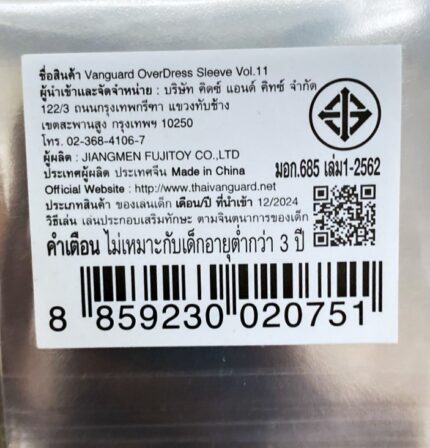 ชื่อสินค้า Vanguard OverDress Sleeve Vol.11
ผู้นำเข้าและจัดจำหน่าย : บริษัท คิดซ์ แอนด์ คิทซ์ จำกัด
122/3 ถนนกรุงเทพกรีฑา แขวงทับช้าง
เขตสะพานสูง กรุงเทพฯ 10250
โทร. 02-368-4106-7
ผู้ผลิต : JIANGMEN FUJITOY CO.,LTD
ประเทศผู้ผลิต ประเทศจีน Made in China
Official Website : http://www.thaivanguard.net
ประเภทสินค้า ของเล่นเด็ก เดือน/ปี ที่นำเข้า 12/2024
วิธีเล่น เล่นประกอบเสริมทักษะ ตามจินตนาการของเด็ก
คำเตือน ไม่เหมาะกับเด็กอายุต่ำกว่า 3 ปี
มอก.685 เล่ม1-2562
8 859230 020751